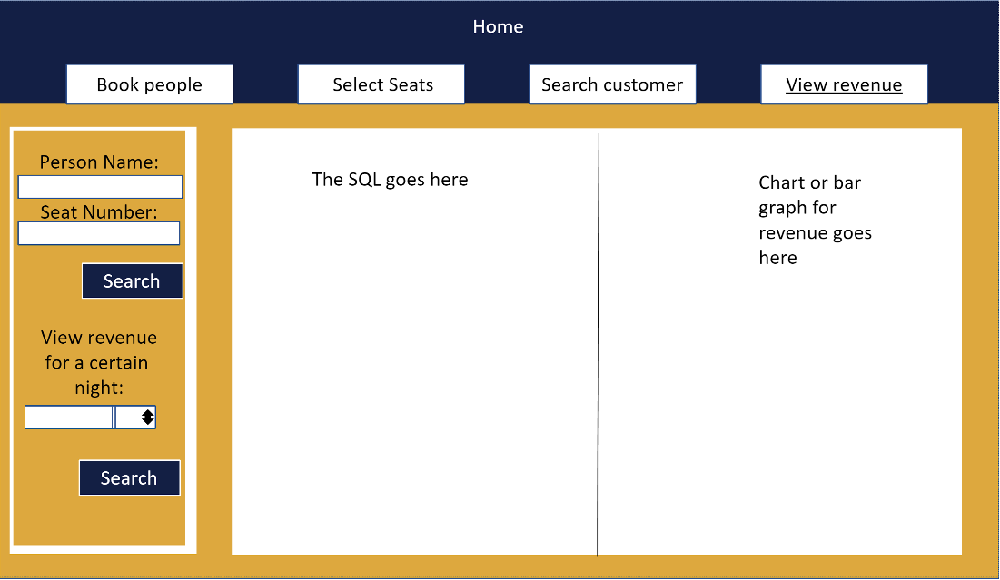 Home
Book people
Select Seats
Search customer
View revenue
Person Name:
Seat Number:
Search
View revenue
for a certain
night:
Search
The SQL goes here
Chart or bar
graph for
revenue goes
here